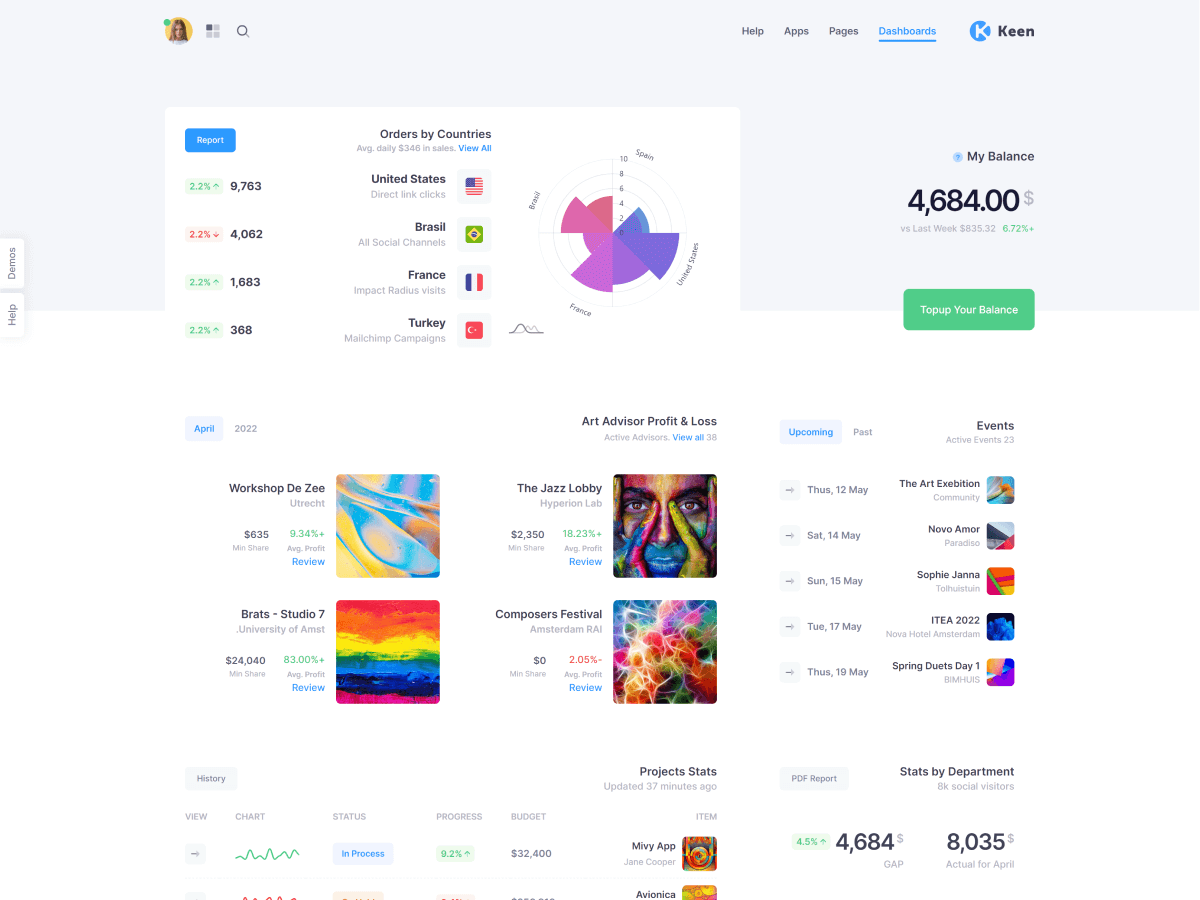 Help
Apps
Pages
Dashboards
Keen
Report
Orders by Countries
Avg. daily $346 in sales. View All
2.2%
9,763
United States
Direct link clicks
2.2%
4,062
Brasil
All Social Channels
2.2%
1,683
France
Impact Radius visits
2.2%
368
Turkey
Mailchimp Campaigns
10
8
6
4
2
0
Spain
United States
France
Brasil
? My Balance
4,684.00 $
vs Last Week $835.32 6.72%+
Topup Your Balance
Demos
Help
April
2022
Art Advisor Profit & Loss
Active Advisors. View all 38
Workshop De Zee
Utrecht
$635
9.34%+
Min Share
Avg. Profit
Review
The Jazz Lobby
Hyperion Lab
$2,350
18.23%+
Min Share
Avg. Profit
Review
Brats - Studio 7
.University of Amst
$24,040
83.00%+
Min Share
Avg. Profit
Review
Composers Festival
Amsterdam RAI
$0
2.05%-
Min Share
Avg. Profit
Review
Upcoming
Past
Events
Active Events 23
Thus, 12 May
The Art Exebition
Community
Sat, 14 May
Novo Amor
Paradiso
Sun, 15 May
Sophie Janna
Tolhuistuin
Tue, 17 May
ITEA 2022
Nova Hotel Amsterdam
Thus, 19 May
Spring Duets Day 1
BIMHUIS
History
Projects Stats
Updated 37 minutes ago
VIEW
CHART
STATUS
PROGRESS
BUDGET
ITEM
In Process
9.2%
$32,400
Mivy App
Jane Cooper
Avionica
PDF Report
Stats by Department
8k social visitors
4.5%
4,684 $
GAP
8,035 $
Actual for April